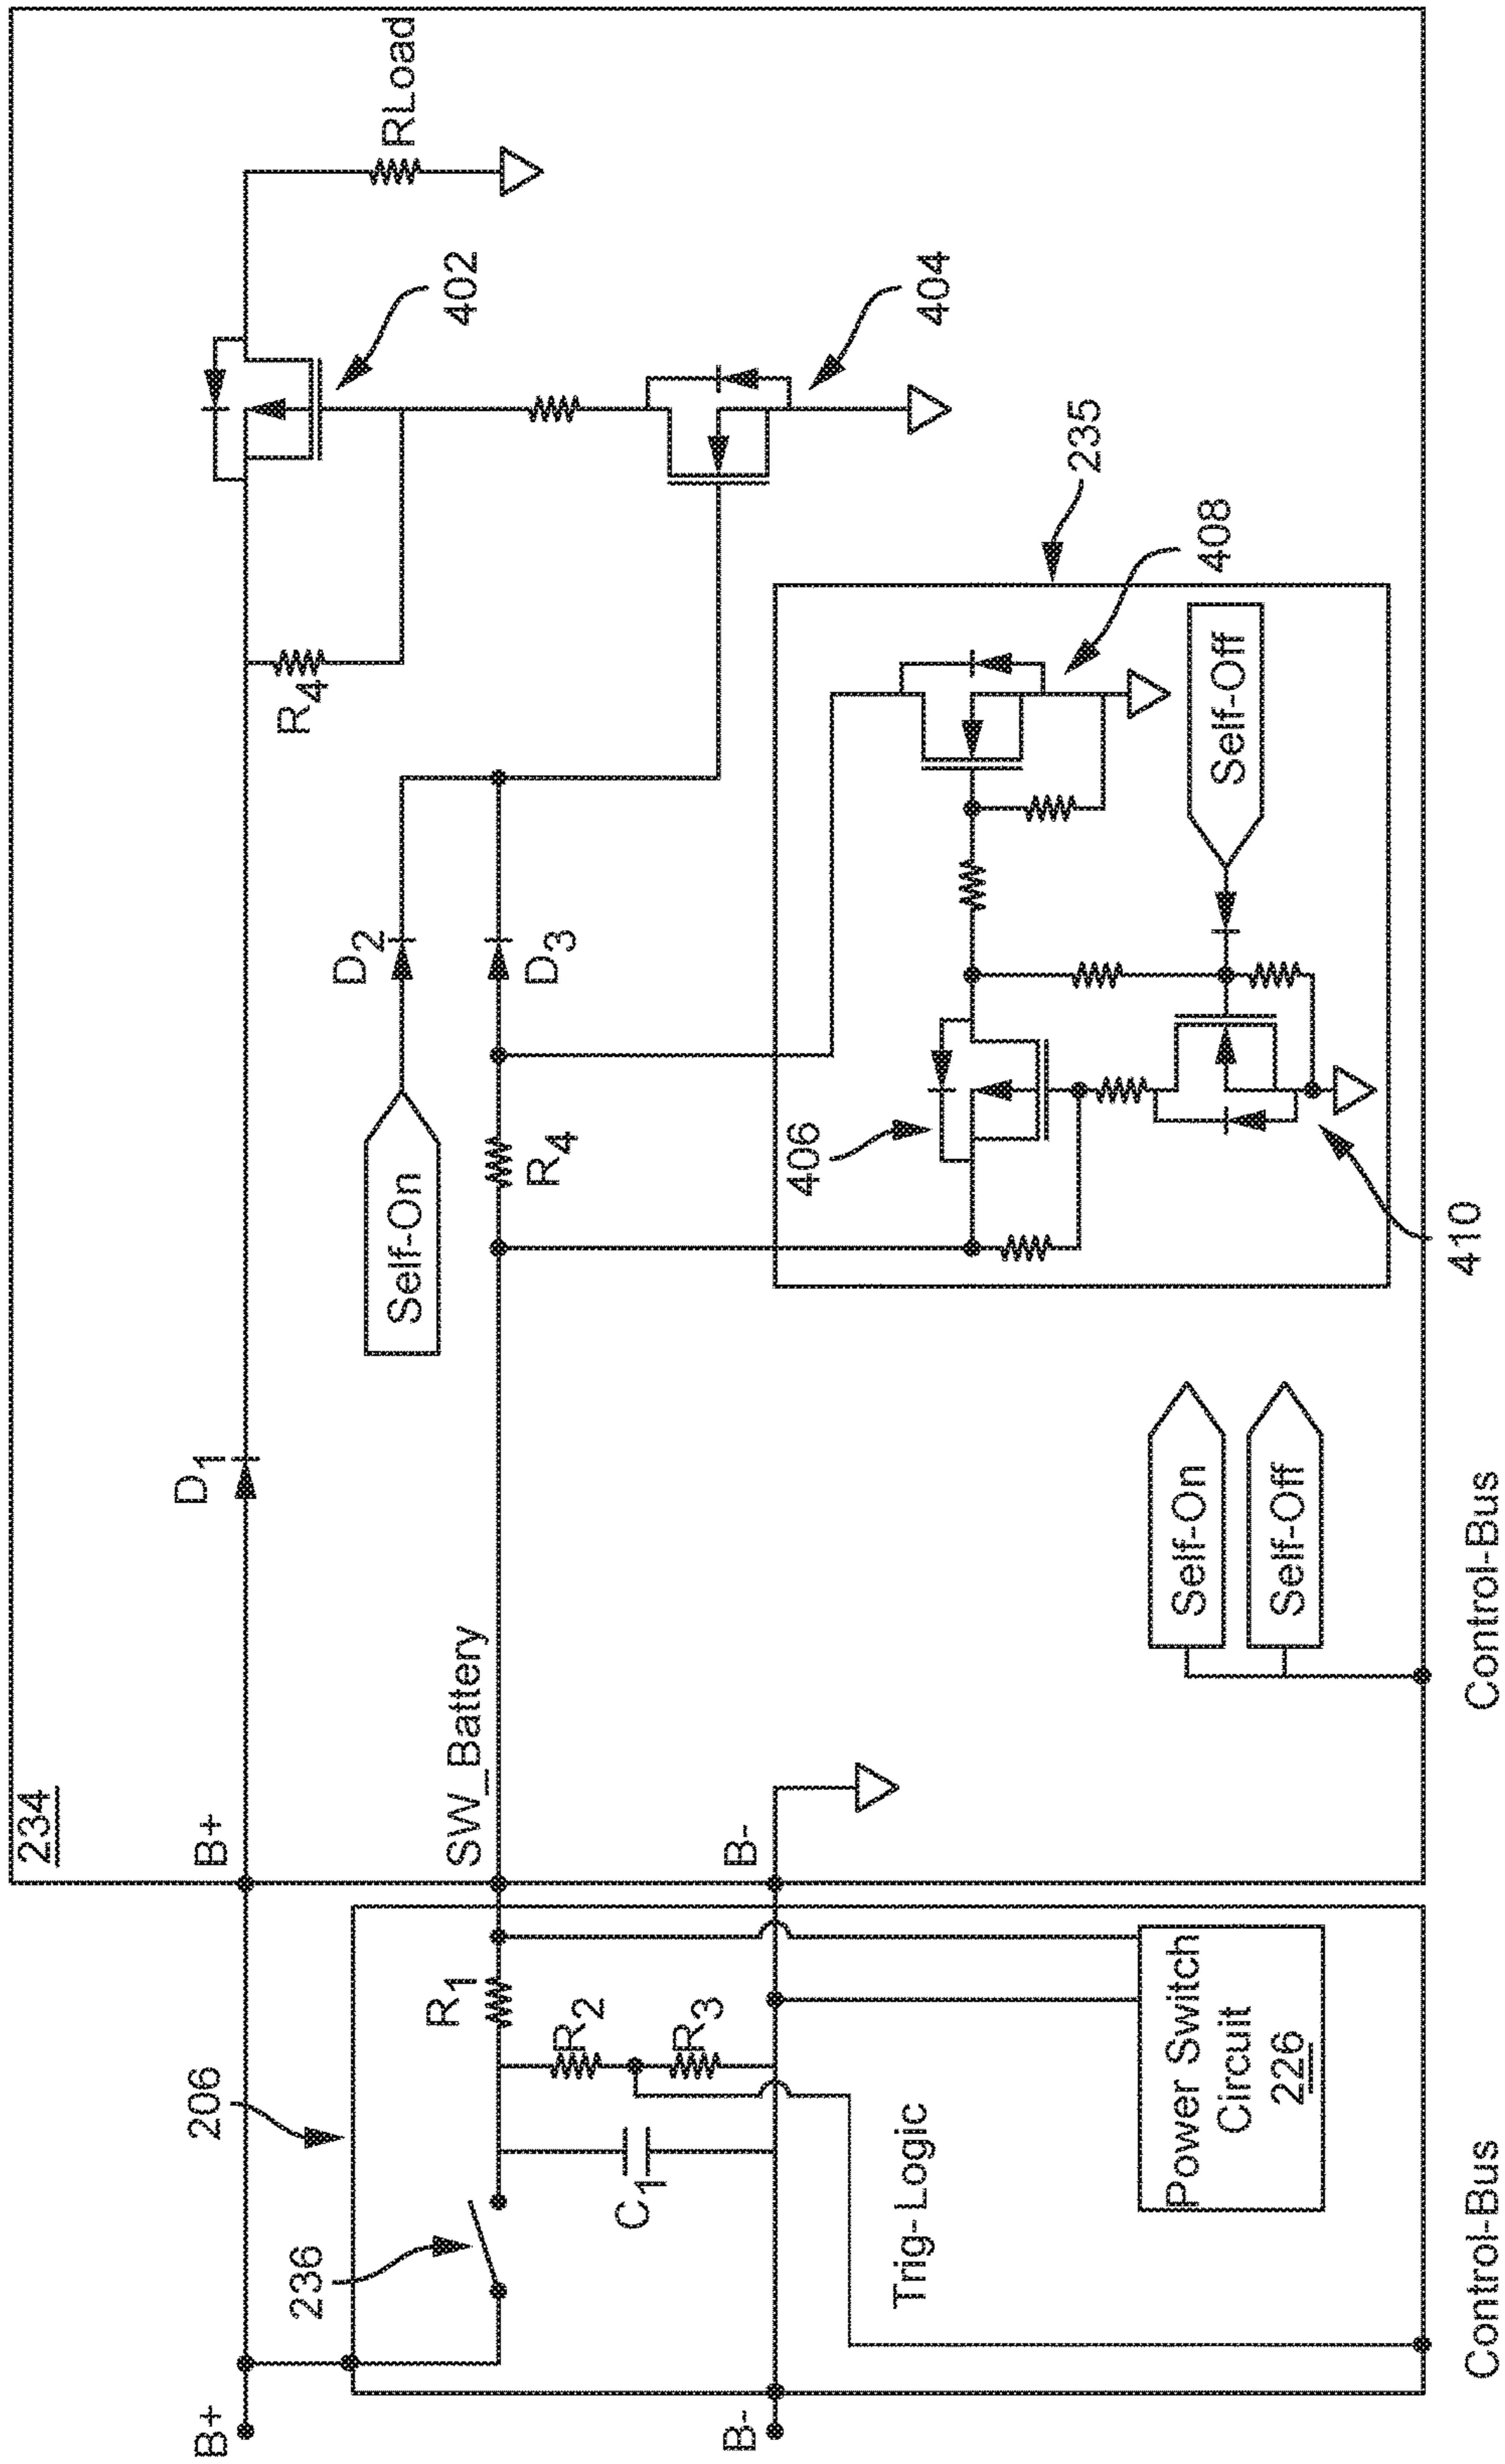 234
B+
D1
R4
402
RLoad
SW_Battery
Self-On
D2
R4
D3
404
B-
235
406
408
Self-Off
410
Self-On
Self-Off
Control-Bus
B+
206
236
R1
R2
R3
C1
B-
Trig-Logic
Power Switch
Circuit
226
Control-Bus